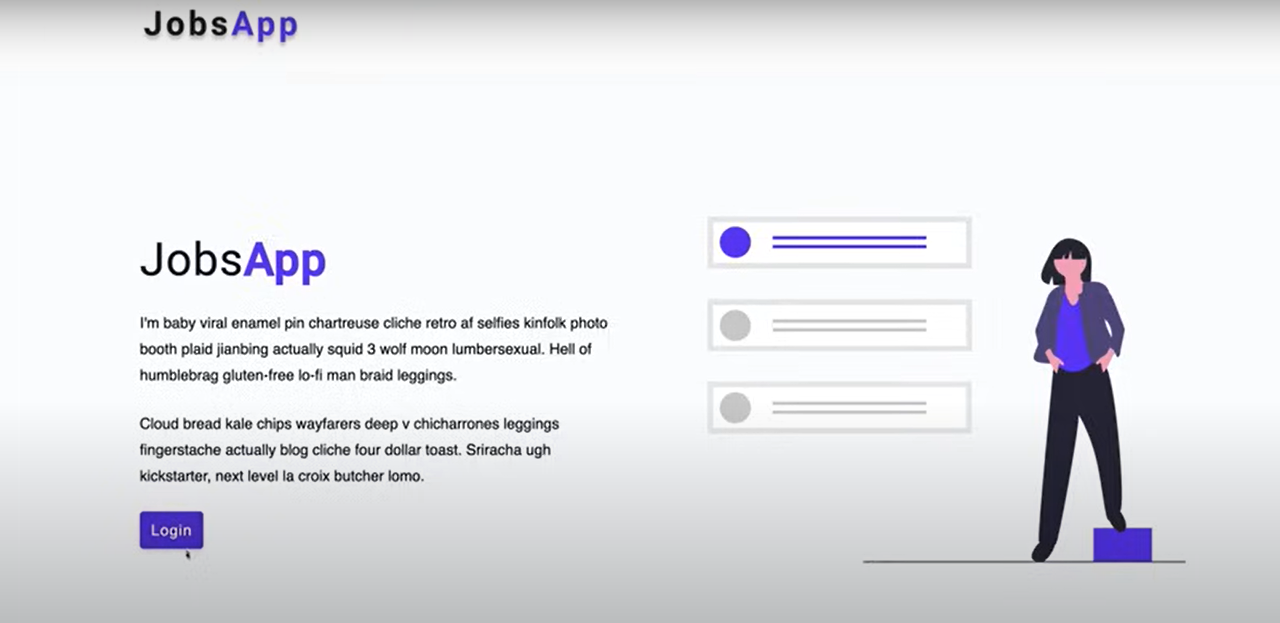 JobsApp
JobsApp
I'm baby viral enamel pin chartreuse cliche retro af selfies kinfolk photo
booth plaid jianbing actually squid 3 wolf moon lumbersexual. Hell of
humblebrag gluten-free lo-fi man braid leggings.
Cloud bread kale chips wayfarers deep v chicharrones leggings
fingerstache actually blog cliche four dollar toast. Sriracha ugh
kickstarter, next level la croix butcher lomo.
Login